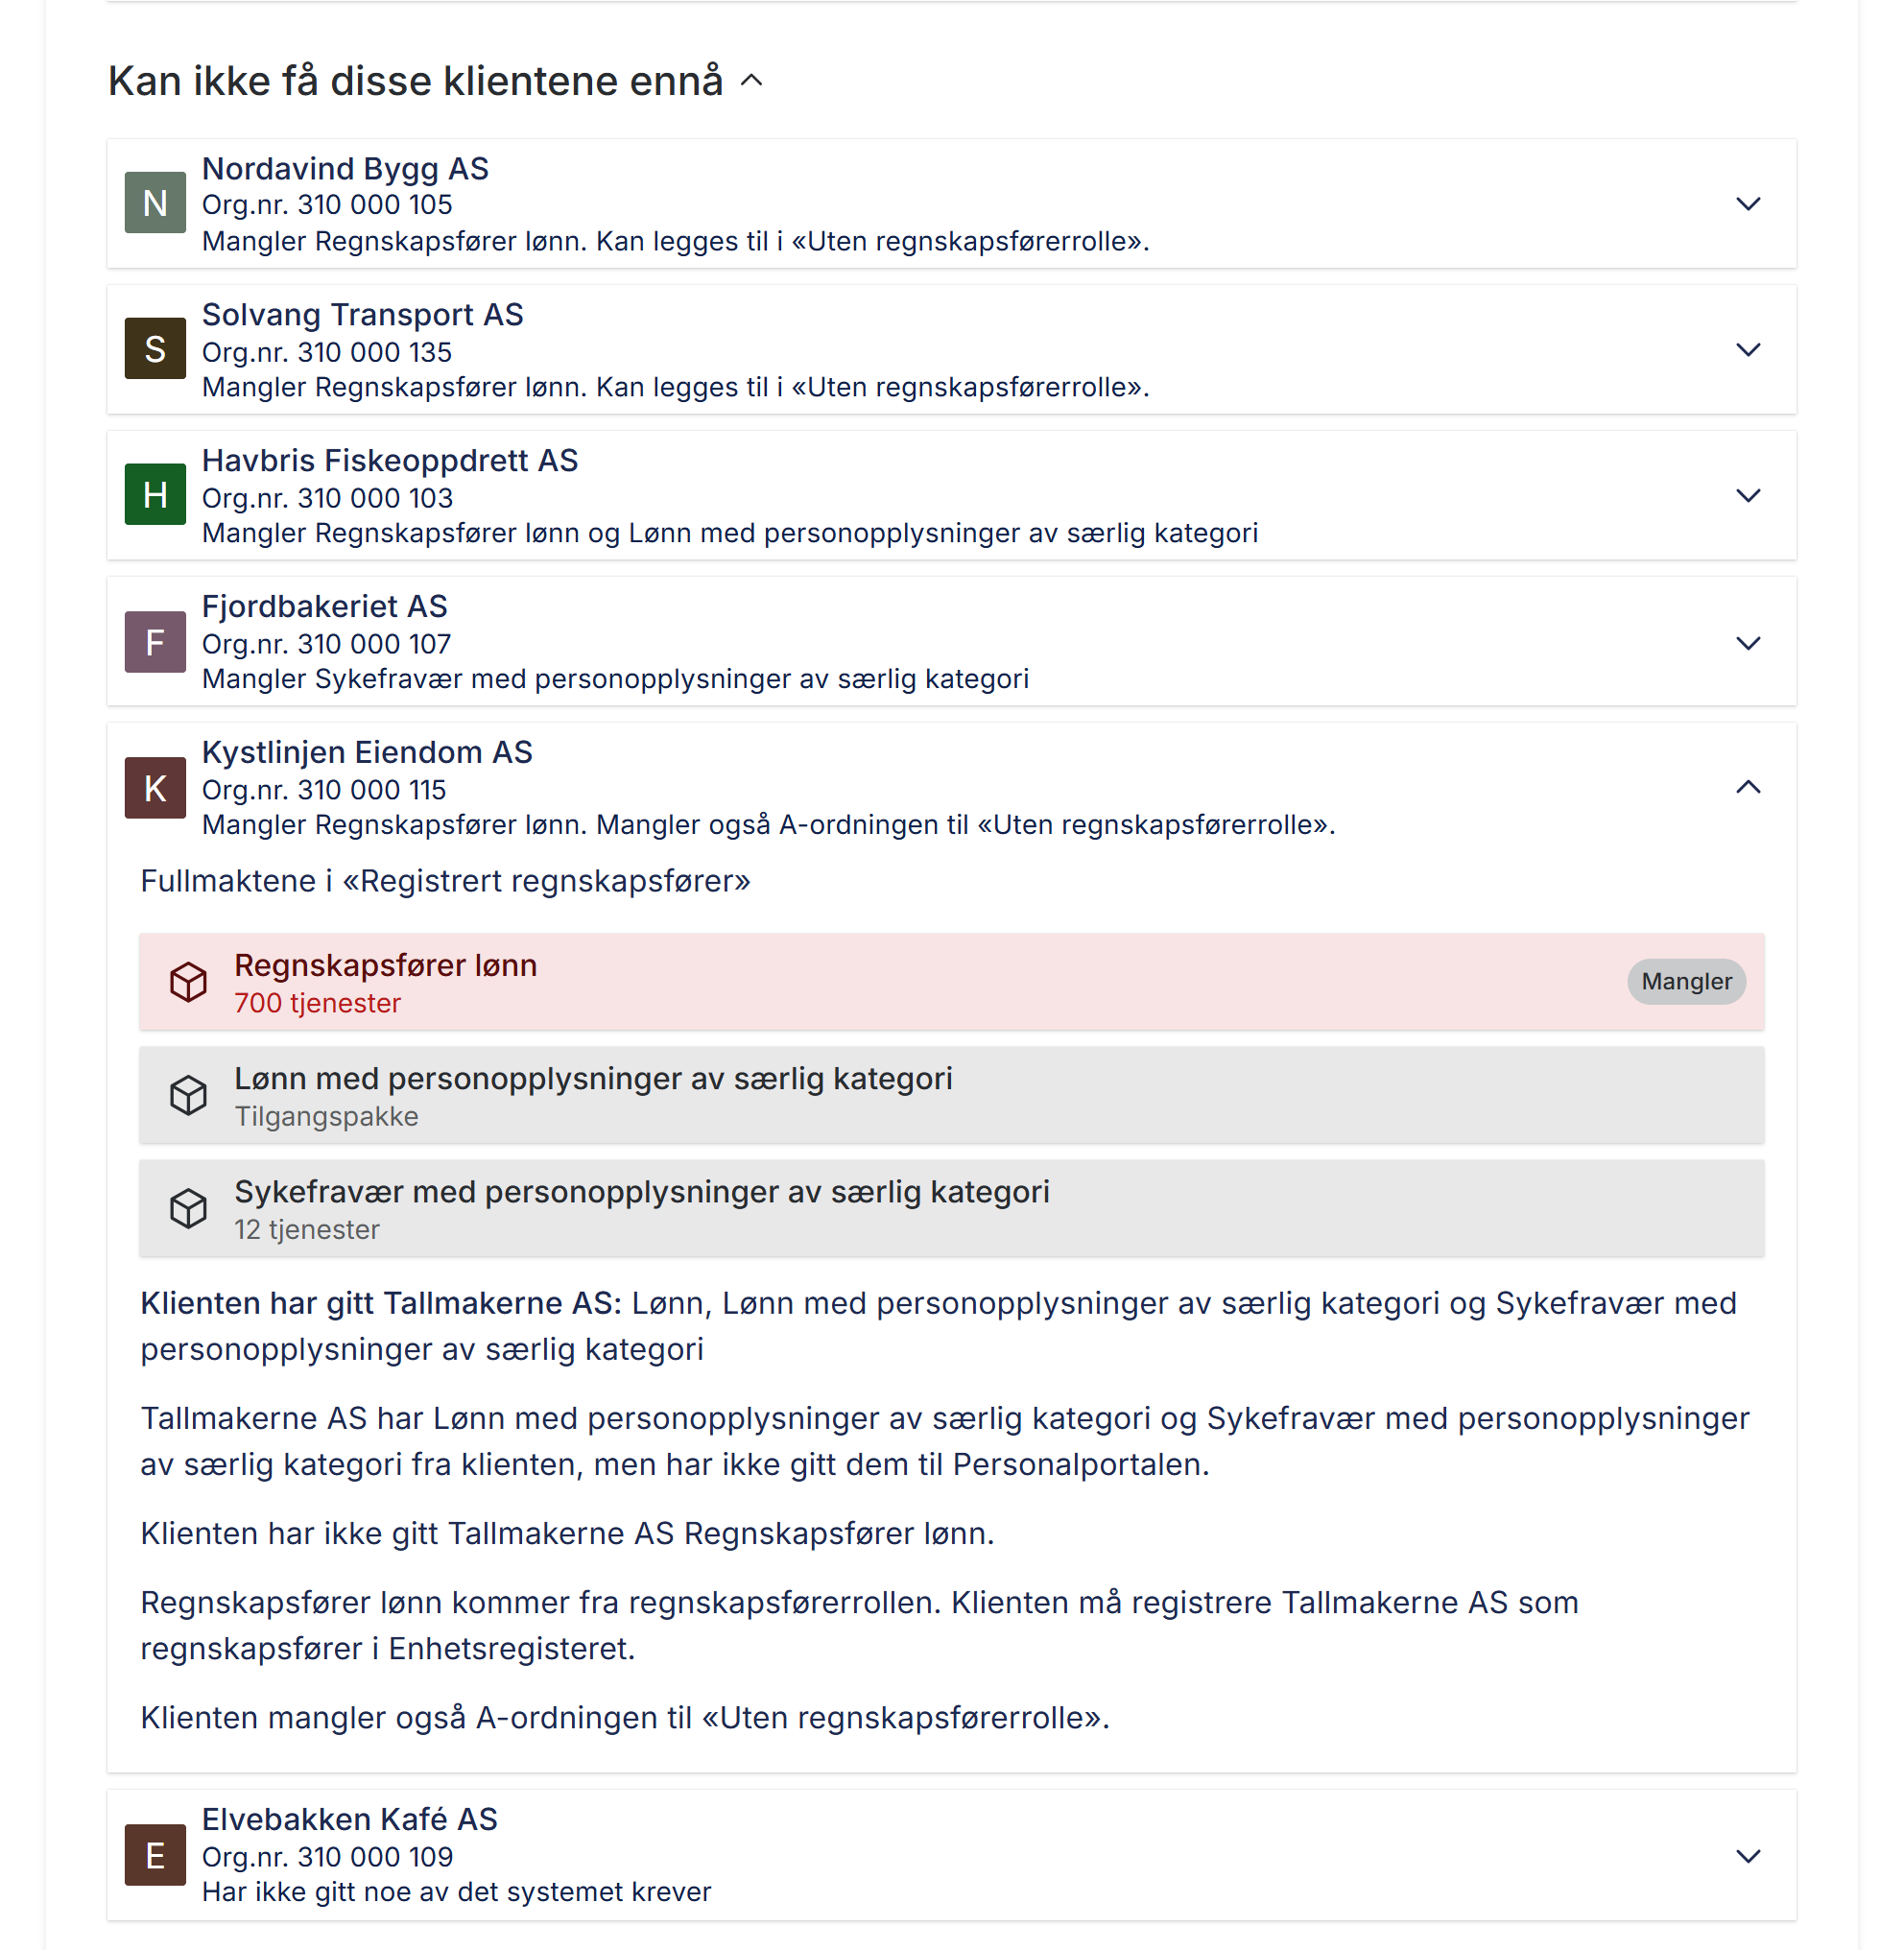 Kan ikke få disse klientene ennå
N
Nordavind Bygg AS
Org.nr. 310 000 105
Mangler Regnskapsfører lønn. Kan legges til i «Uten regnskapsførerrolle».
S
Solvang Transport AS
Org.nr. 310 000 135
Mangler Regnskapsfører lønn. Kan legges til i «Uten regnskapsførerrolle».
H
Havbris Fiskeoppdrett AS
Org.nr. 310 000 103
Mangler Regnskapsfører lønn og Lønn med personopplysninger av særlig kategori
F
Fjordbakeriet AS
Org.nr. 310 000 107
Mangler Sykefravær med personopplysninger av særlig kategori
K
Kystlinjen Eiendom AS
Org.nr. 310 000 115
Mangler Regnskapsfører lønn. Mangler også A-ordningen til «Uten regnskapsførerrolle».
Fullmaktene i «Registrert regnskapsfører»
Regnskapsfører lønn
700 tjenester
Mangler
Lønn med personopplysninger av særlig kategori
Tilgangspakke
Sykefravær med personopplysninger av særlig kategori
12 tjenester
Klienten har gitt Tallmakerne AS: Lønn, Lønn med personopplysninger av særlig kategori og Sykefravær med
personopplysninger av særlig kategori
Tallmakerne AS har Lønn med personopplysninger av særlig kategori og Sykefravær med personopplysninger
av særlig kategori fra klienten, men har ikke gitt dem til Personalportalen.
Klienten har ikke gitt Tallmakerne AS Regnskapsfører lønn.
Regnskapsfører lønn kommer fra regnskapsførerrollen. Klienten må registrere Tallmakerne AS som
regnskapsfører i Enhetsregisteret.
Klienten mangler også A-ordningen til «Uten regnskapsførerrolle».
E
Elvebakken Kafé AS
Org.nr. 310 000 109
Har ikke gitt noe av det systemet krever